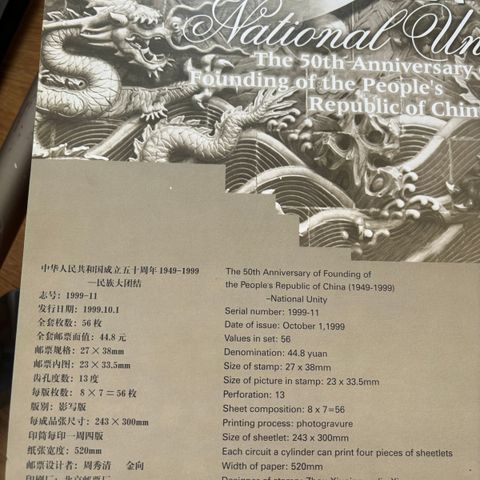 National Un
The 50th Anniversary
Founding of the People's
Republic of Chin
中华人民共和国成立五十周年1949-1999
—民族大团结
志号：1999-11
发行日期：1999.10.1
全套枚数：56枚
全套邮票面值：44.8元
邮票规格：27×38mm
邮票内图：23×33.5mm
齿孔度数：13度
每版枚数：8×7=56枚
版别：影写版
每成品张尺寸：243×300mm
印筒每印一周四版
纸张宽度：520mm
邮票设计者：周秀清 金向
The 50th Anniversary of Founding of
the People's Republic of China (1949-1999)
–National Unity
Serial number: 1999-11
Date of issue: October 1,1999
Values in set: 56
Denomination: 44.8 yuan
Size of stamp: 27 x 38mm
Size of picture in stamp: 23 x 33.5mm
Perforation: 13
Sheet composition: 8 x 7=56
Printing process: photogravure
Size of sheetlet: 243 x 300mm
Each circuit a cylinder can print four pieces of sheetlets
Width of paper: 520mm